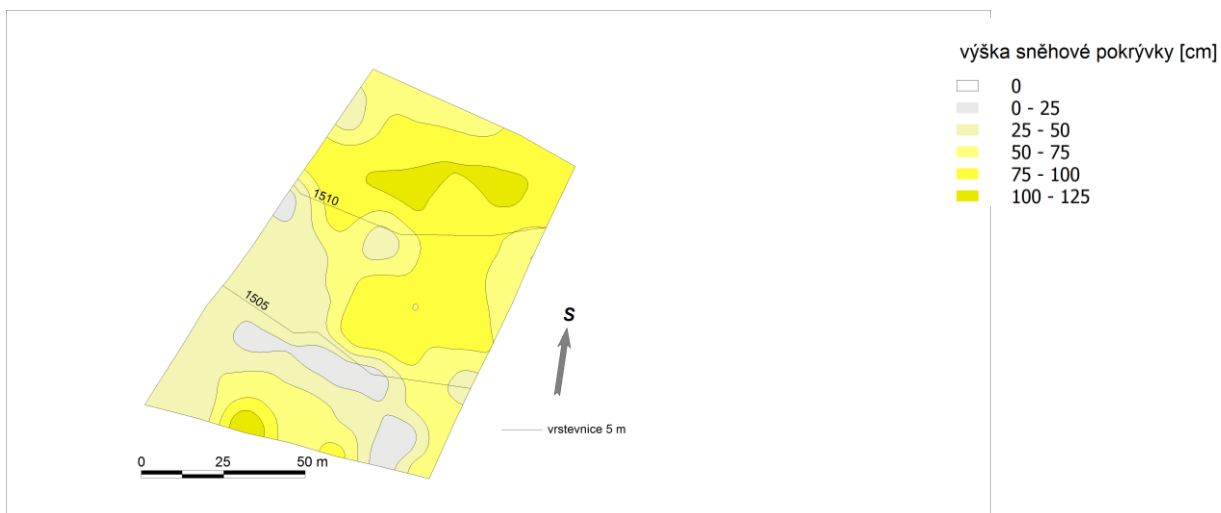 výška sněhové pokrývky [cm]
0
0 - 25
25 - 50
50 - 75
75 - 100
100 - 125
1510
1505
S
vrstevnice 5 m
0 25 50 m